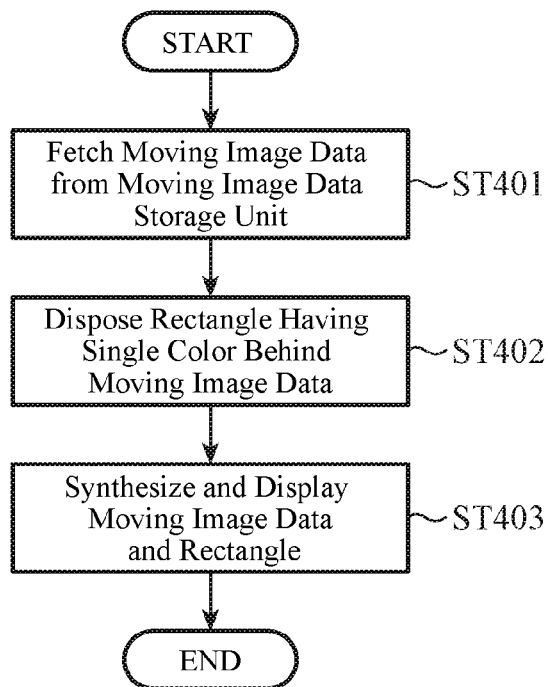 START
Fetch Moving Image Data
from Moving Image Data
Storage Unit
ST401
Dispose Rectangle Having
Single Color Behind
Moving Image Data
ST402
Synthesize and Display
Moving Image Data
and Rectangle
ST403
END